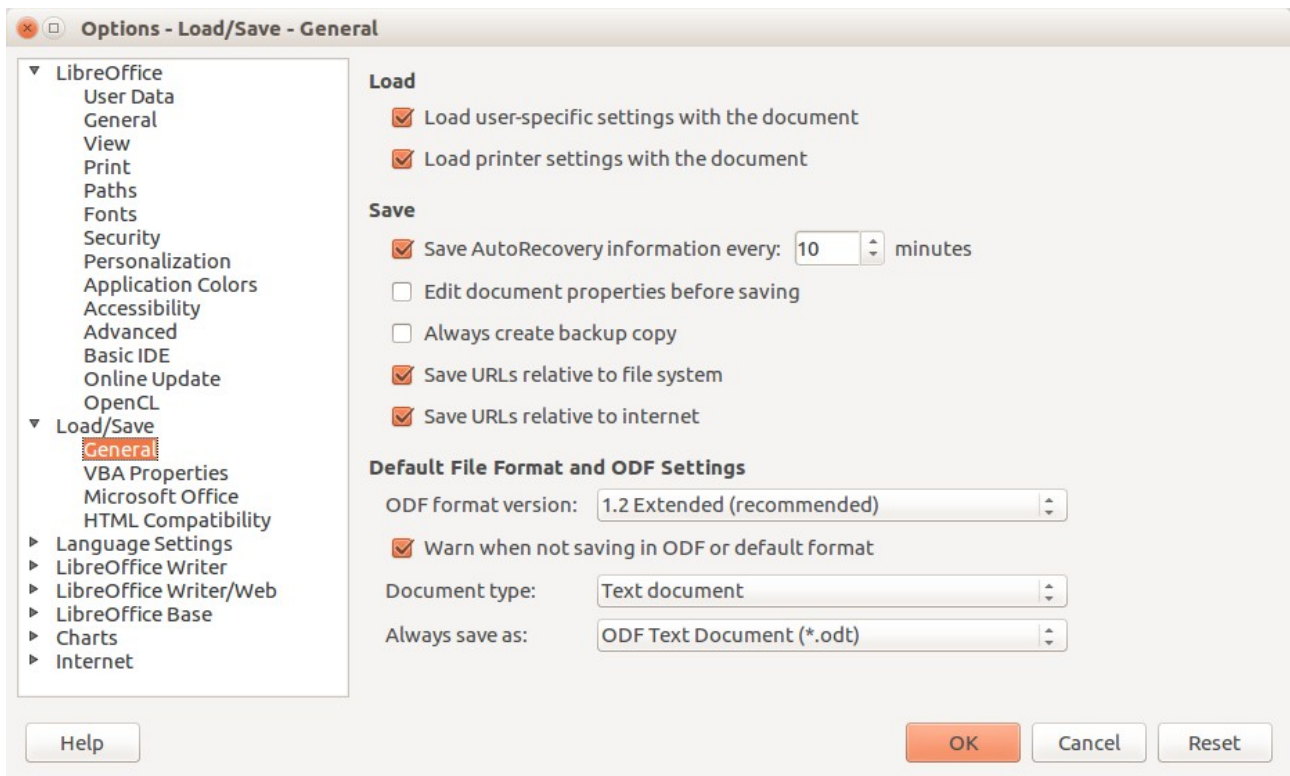 Options - Load/Save - General
LibreOffice
User Data
General
View
Print
Paths
Fonts
Security
Personalization
Application Colors
Accessibility
Advanced
Basic IDE
Online Update
OpenCL
Load/Save
General
VBA Properties
Microsoft Office
HTML Compatibility
Language Settings
LibreOffice Writer
LibreOffice Writer/Web
LibreOffice Base
Charts
Internet
Load
Load user-specific settings with the document
Load printer settings with the document
Save
Save AutoRecovery information every: 10 minutes
Edit document properties before saving
Always create backup copy
Save URLs relative to file system
Save URLs relative to internet
Default File Format and ODF Settings
ODF format version: 1.2 Extended (recommended)
Warn when not saving in ODF or default format
Document type: Text document
Always save as: ODF Text Document (*.odt)
Help OK Cancel Reset